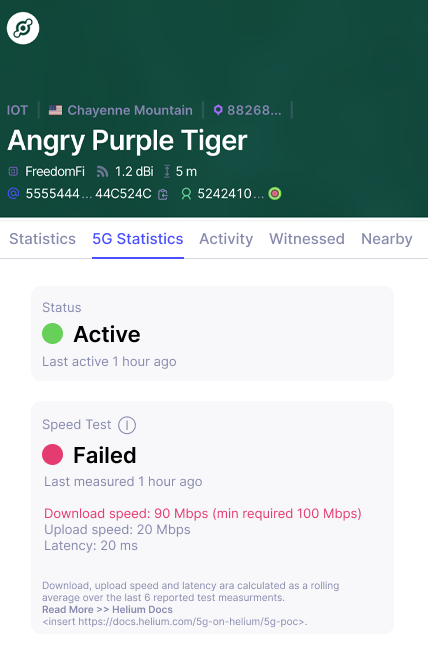 IOT | Chayenne Mountain | 88268... |
Angry Purple Tiger
FreedomFi 1.2 dBi 5 m
5555444...44C524C 5242410...
Statistics 5G Statistics Activity Witnessed Nearby
Status
Active
Last active 1 hour ago
Speed Test
Failed
Last measured 1 hour ago
Download speed: 90 Mbps (min required 100 Mbps)
Upload speed: 20 Mbps
Latency: 20 ms
Download, upload speed and latency ara calculated as a rolling
average over the last 6 reported test measurments.
Read More >> Helium Docs
<insert https://docs.helium.com/5g-on-helium/5g-poc>.